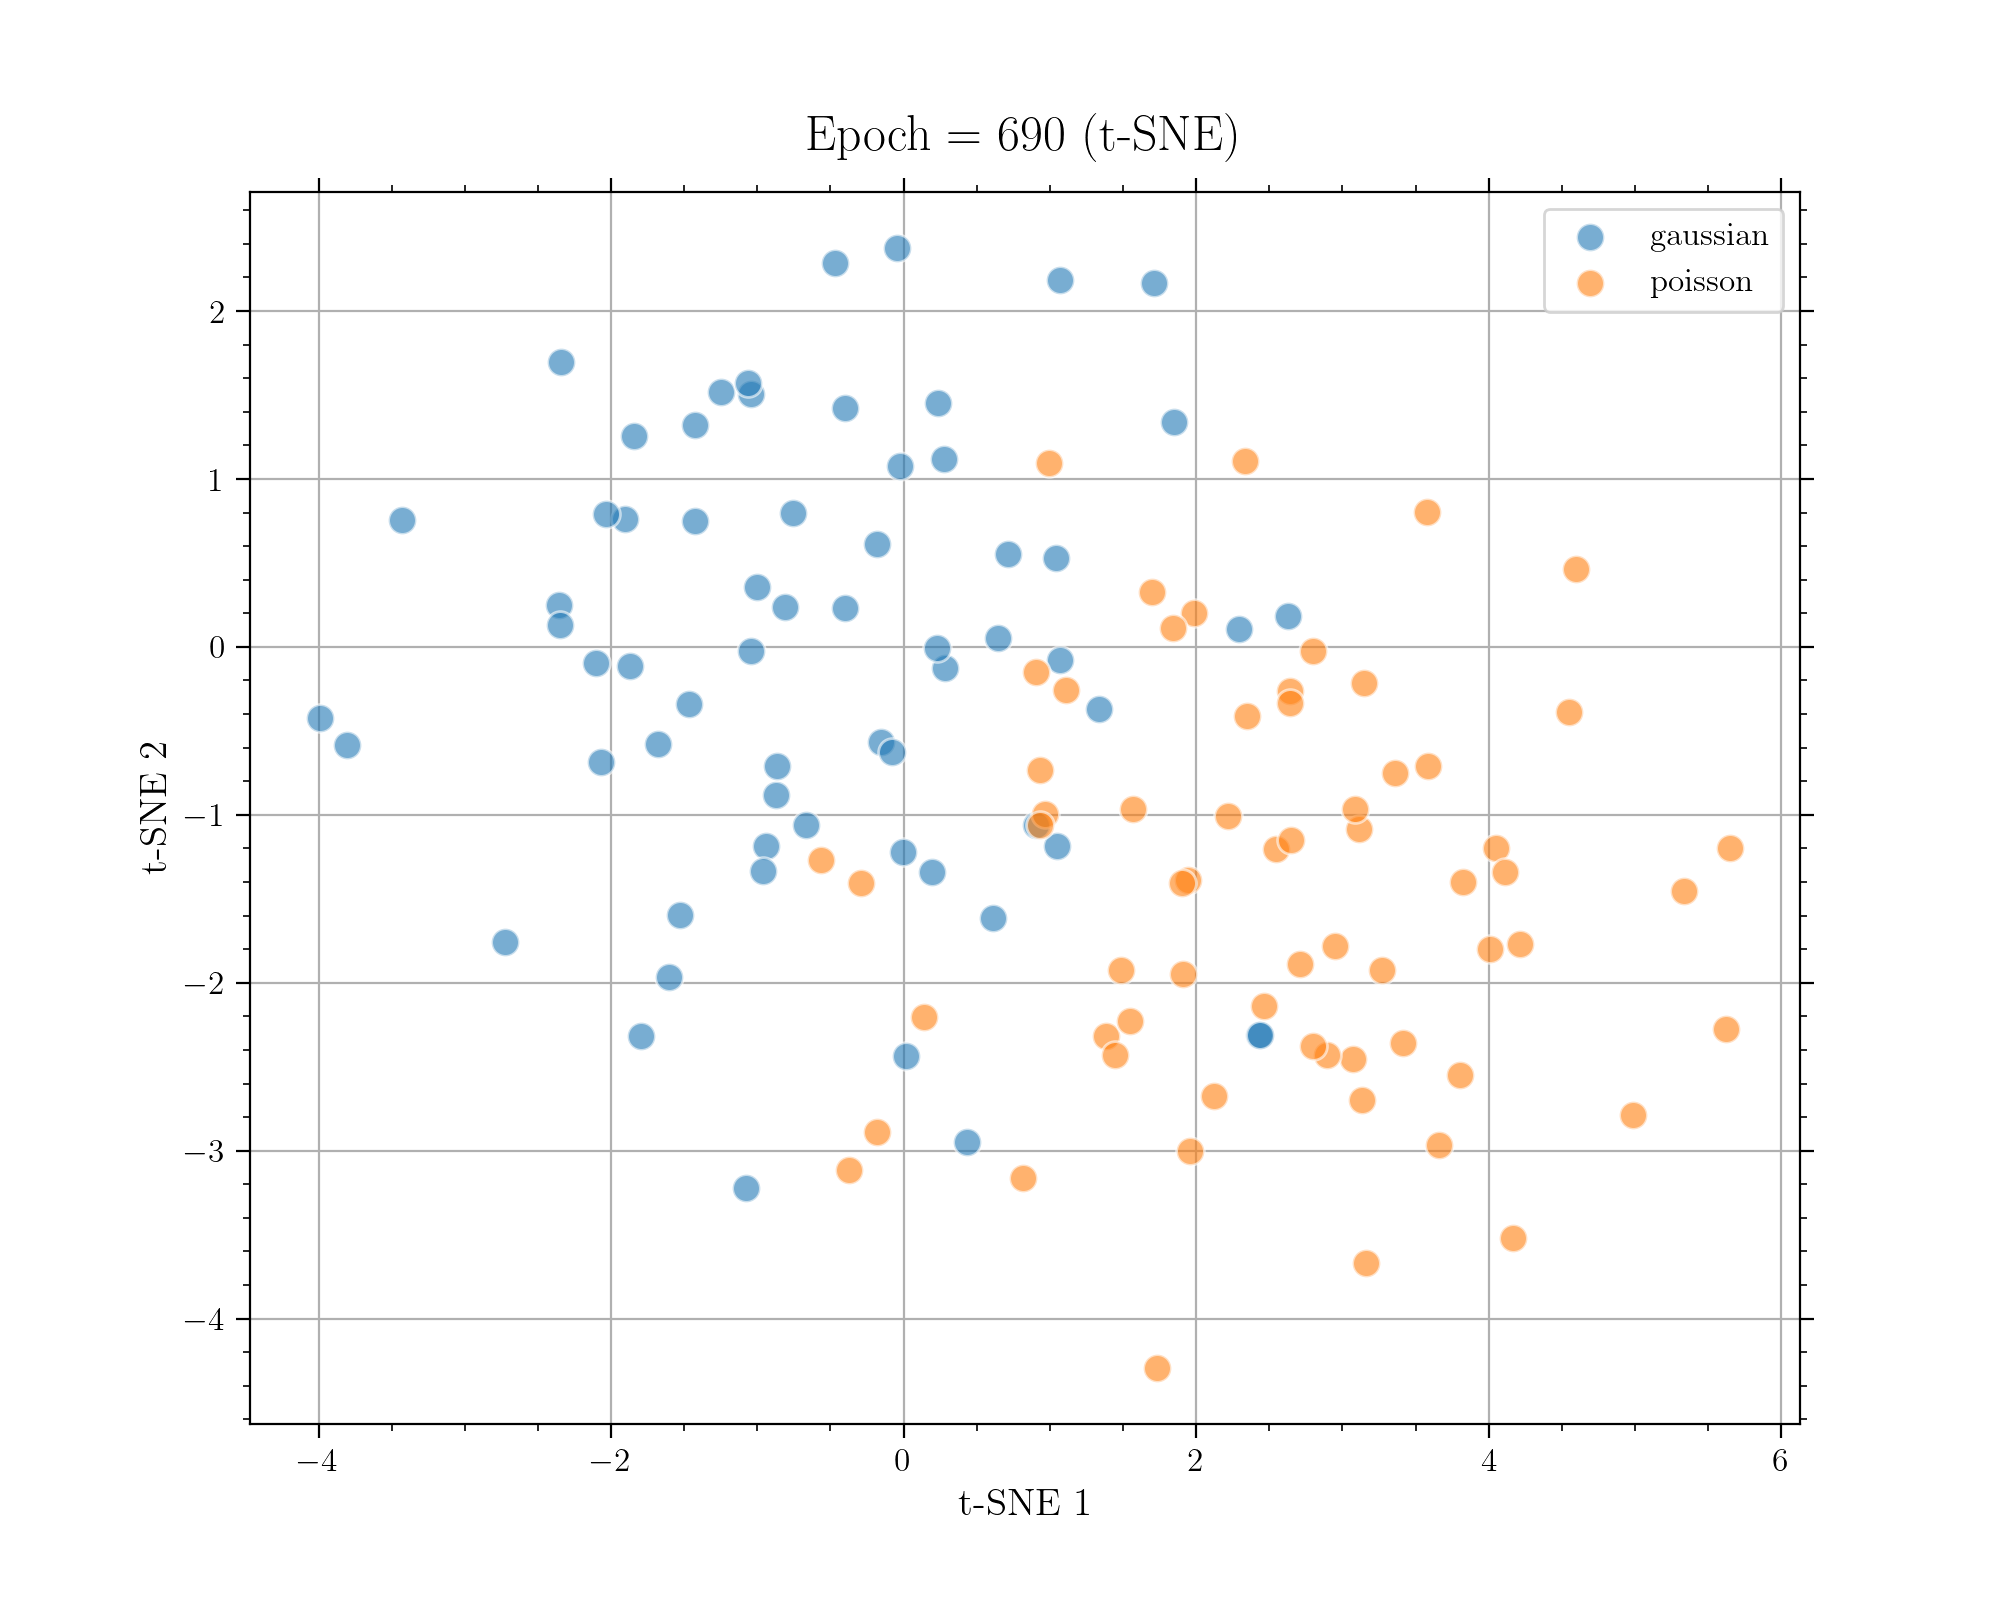 Epoch = 690 (t-SNE)
gaussian
poisson
2
1
0
−1
−2
−3
−4
t-SNE 2
−4 −2 0 2 4 6
t-SNE 1